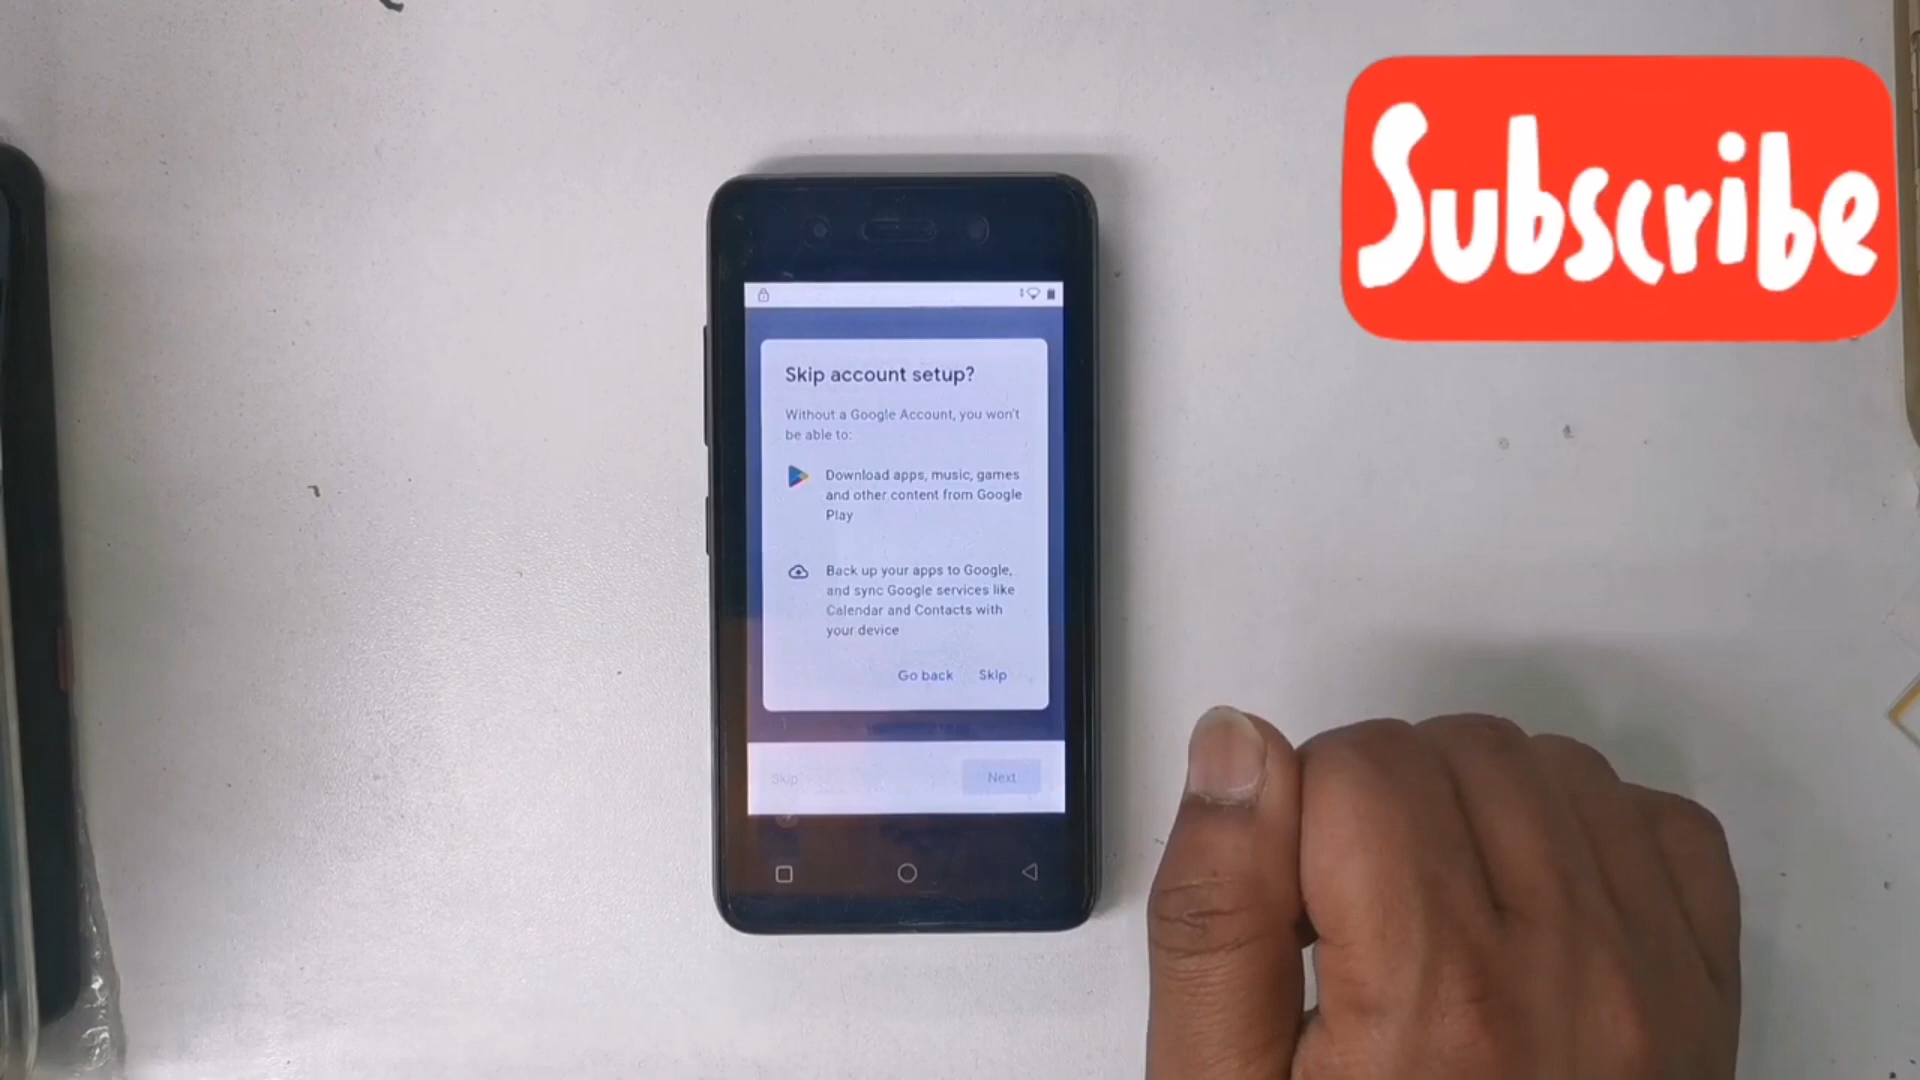 Subscribe
Skip account setup?
Without a Google Account, you won't
be able to:
Download apps, music, games
and other content from Google
Play
Back up your apps to Google,
and sync Google services like
Calendar and Contacts with
your device
Go back Skip
Skip Next